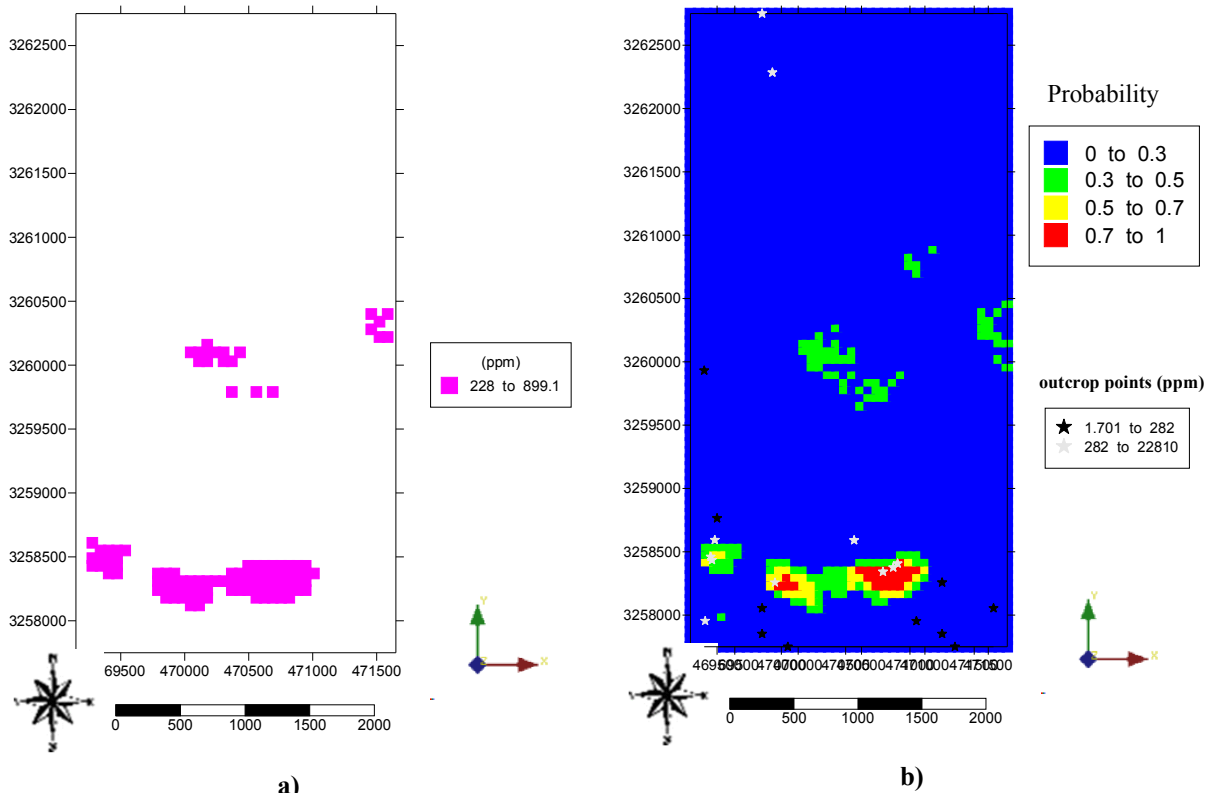 3262500
3262000
3261500
3261000
3260500
3260000
3259500
3259000
3258500
3258000
69500 470000 470500 471000 471500
0 500 1000 1500 2000
(ppm)
228 to 899.1
Y
X
a)
3262500
3262000
3261500
3261000
3260500
3260000
3259500
3259000
3258500
3258000
0 500 1000 1500 2000
Probability
0 to 0.3
0.3 to 0.5
0.5 to 0.7
0.7 to 1
outcrop points (ppm)
1.701 to 282
282 to 22810
Y
X
b)